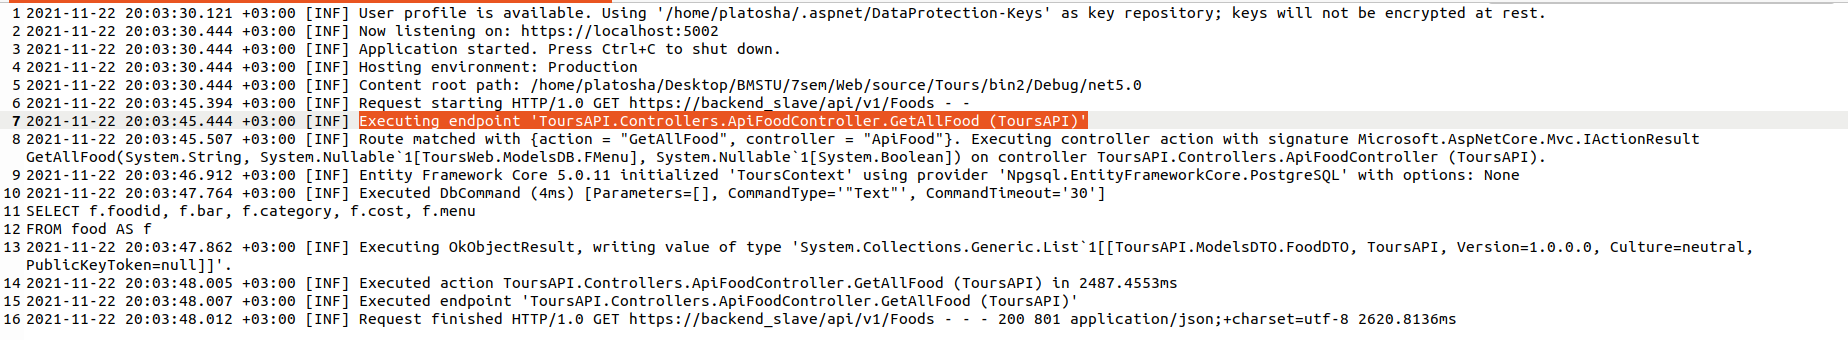 1 2021-11-22 20:03:30.121 +03:00 [INF] User profile is available. Using '/home/platosha/.aspnet/DataProtection-Keys' as key repository; keys will not be encrypted at rest.
2 2021-11-22 20:03:30.444 +03:00 [INF] Now listening on: https://localhost:5002
3 2021-11-22 20:03:30.444 +03:00 [INF] Application started. Press Ctrl+C to shut down.
4 2021-11-22 20:03:30.444 +03:00 [INF] Hosting environment: Production
5 2021-11-22 20:03:30.444 +03:00 [INF] Content root path: /home/platosha/Desktop/BMSTU/7sem/Web/source/Tours/bin2/Debug/net5.0
6 2021-11-22 20:03:45.394 +03:00 [INF] Request starting HTTP/1.0 GET https://backend_slave/api/v1/Foods - -
7 2021-11-22 20:03:45.444 +03:00 [INF] Executing endpoint 'ToursAPI.Controllers.ApiFoodController.GetAllFood (ToursAPI)'
8 2021-11-22 20:03:45.507 +03:00 [INF] Route matched with {action = "GetAllFood", controller = "ApiFood"}. Executing controller action with signature Microsoft.AspNetCore.Mvc.IActionResult
GetAllFood(System.String, System.Nullable`1[ToursWeb.ModelsDB.FMenu], System.Nullable`1[System.Boolean]) on controller ToursAPI.Controllers.ApiFoodController (ToursAPI).
9 2021-11-22 20:03:46.912 +03:00 [INF] Entity Framework Core 5.0.11 initialized 'ToursContext' using provider 'Npgsql.EntityFrameworkCore.PostgreSQL' with options: None
10 2021-11-22 20:03:47.764 +03:00 [INF] Executed DbCommand (4ms) [Parameters=[], CommandType='"Text"', CommandTimeout='30']
11 SELECT f.foodid, f.bar, f.category, f.cost, f.menu
12 FROM food AS f
13 2021-11-22 20:03:47.862 +03:00 [INF] Executing OkObjectResult, writing value of type 'System.Collections.Generic.List`1[[ToursAPI.ModelsDTO.FoodDTO, ToursAPI, Version=1.0.0.0, Culture=neutral,
PublicKeyToken=null]]'.
14 2021-11-22 20:03:48.005 +03:00 [INF] Executed action ToursAPI.Controllers.ApiFoodController.GetAllFood (ToursAPI) in 2487.4553ms
15 2021-11-22 20:03:48.007 +03:00 [INF] Executed endpoint 'ToursAPI.Controllers.ApiFoodController.GetAllFood (ToursAPI)'
16 2021-11-22 20:03:48.012 +03:00 [INF] Request finished HTTP/1.0 GET https://backend_slave/api/v1/Foods - - - 200 801 application/json;+charset=utf-8 2620.8136ms